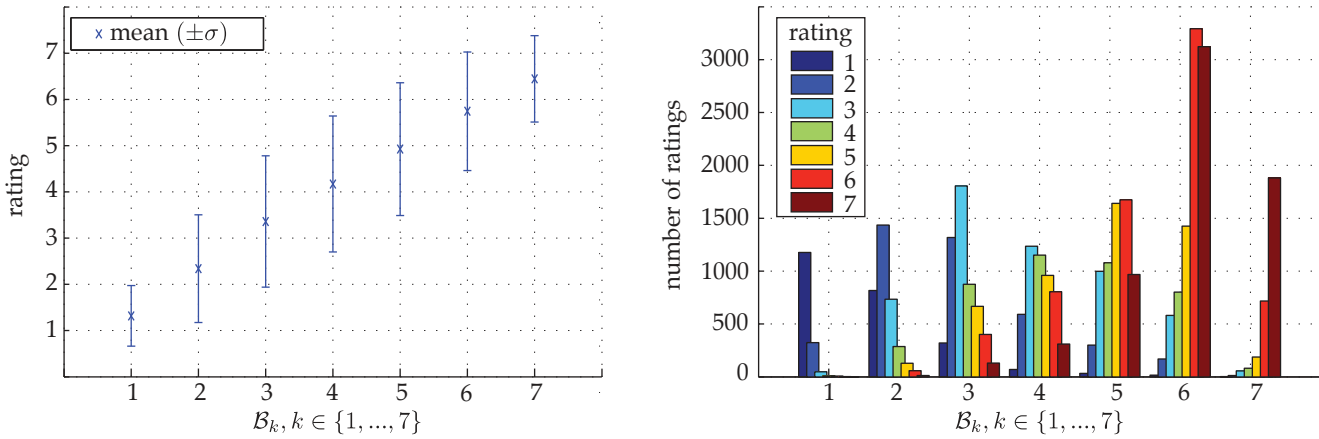 mean (±σ)
rating
7
6
5
4
3
2
1
1 2 3 4 5 6 7
B_k, k ∈ {1, ..., 7}
rating
1
2
3
4
5
6
7
number of ratings
3000
2500
2000
1500
1000
500
0
1 2 3 4 5 6 7
B_k, k ∈ {1, ..., 7}